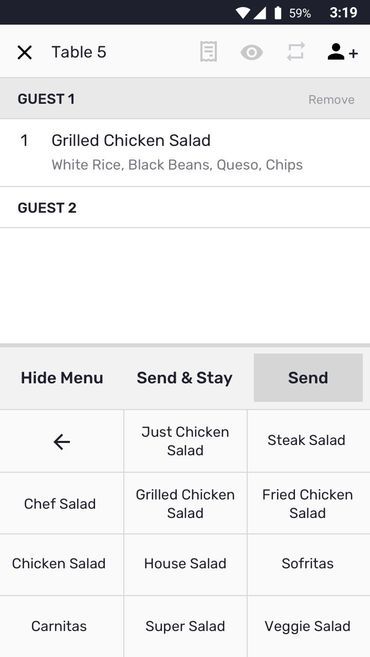 59% 3:19
Table 5
GUEST 1 Remove
1 Grilled Chicken Salad
White Rice, Black Beans, Queso, Chips
GUEST 2
Hide Menu Send & Stay Send
Just Chicken
Salad
Steak Salad
Chef Salad
Grilled Chicken
Salad
Fried Chicken
Salad
Chicken Salad
House Salad
Sofritas
Carnitas
Super Salad
Veggie Salad